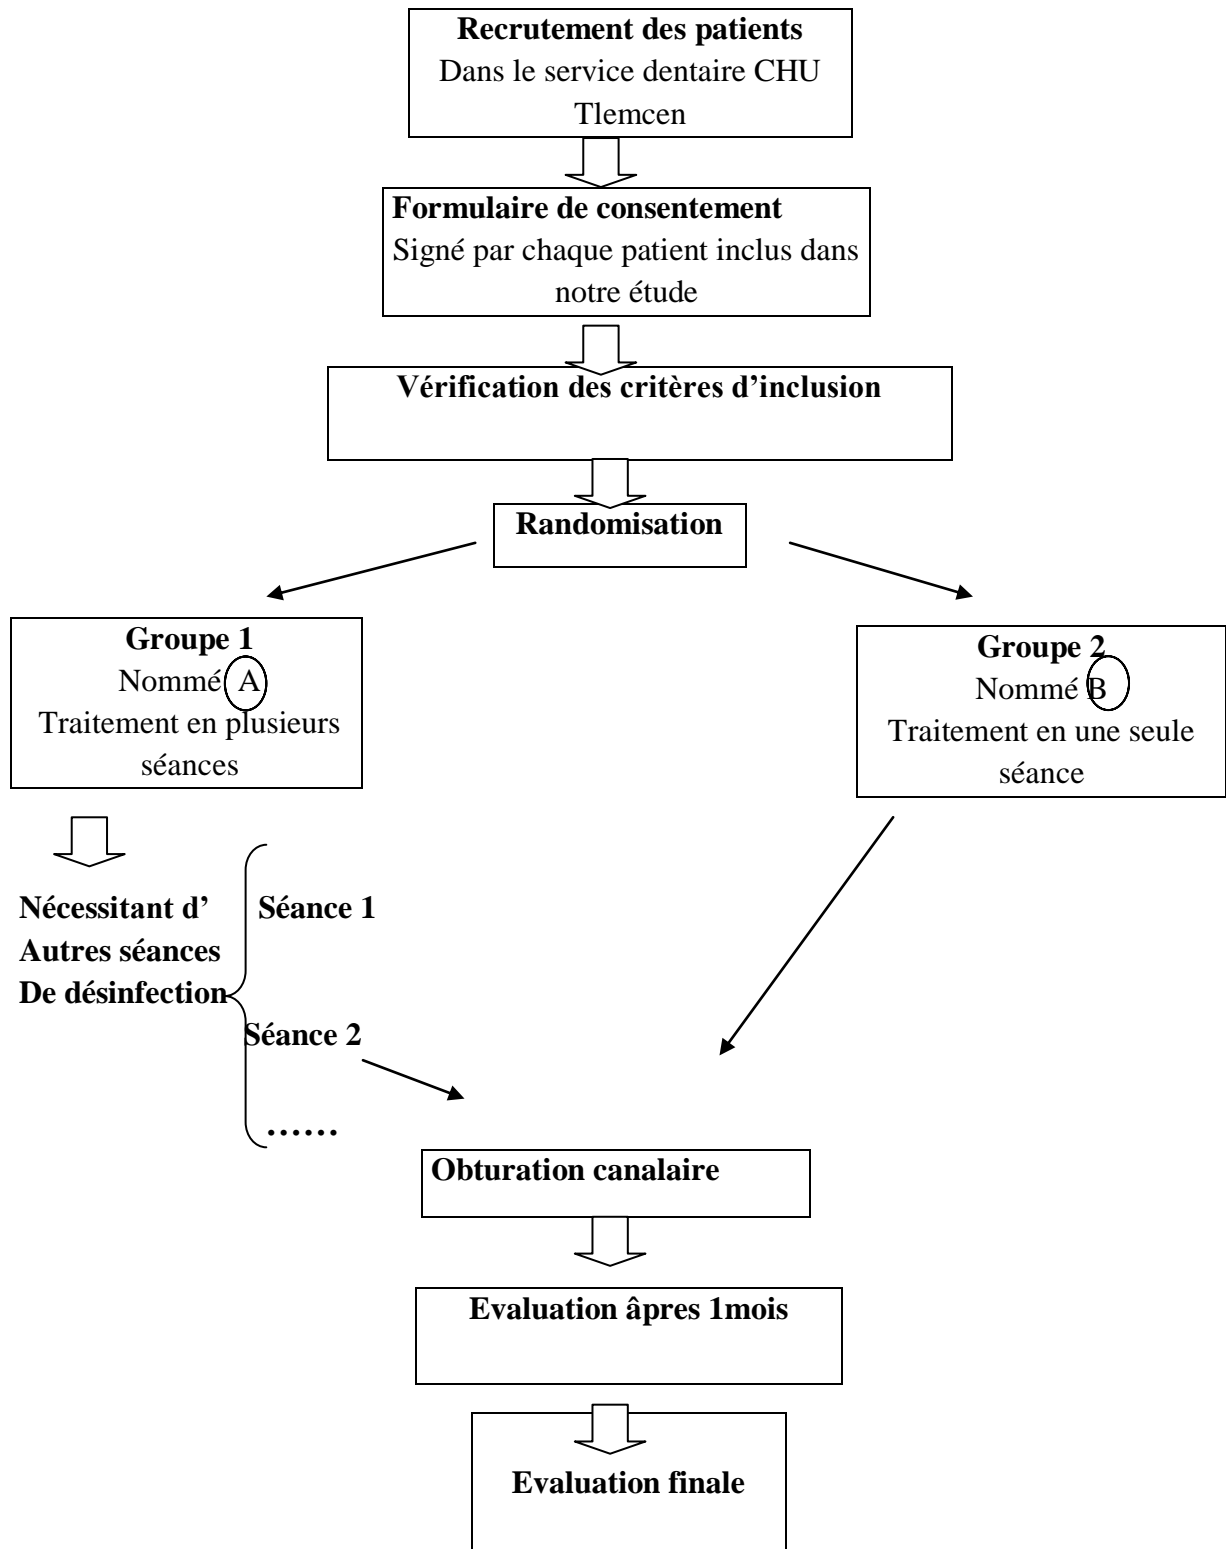 Recrutement des patients
Dans le service dentaire CHU
Tlemcen
Formulaire de consentement
Signé par chaque patient inclus dans
notre étude
Vérification des critères d’inclusion
Randomisation
Groupe 1
Nommé A
Traitement en plusieurs
séances
Groupe 2
Nommé B
Traitement en une seule
séance
Nécessitant d’
Autres séances
De désinfection
Séance 1
Séance 2
......
Obturation canalaire
Evaluation âpres 1mois
Evaluation finale